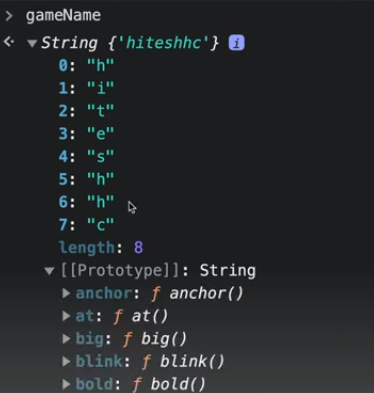 > gameName
String {'hiteshhc'} i
0: "h"
1: "i"
2: "t"
3: "e"
4: "s"
5: "h"
6: "h"
7: "c"
length: 8
[[Prototype]]: String
anchor: ƒ anchor()
at: ƒ at()
big: ƒ big()
blink: ƒ blink()
bold: ƒ bold()